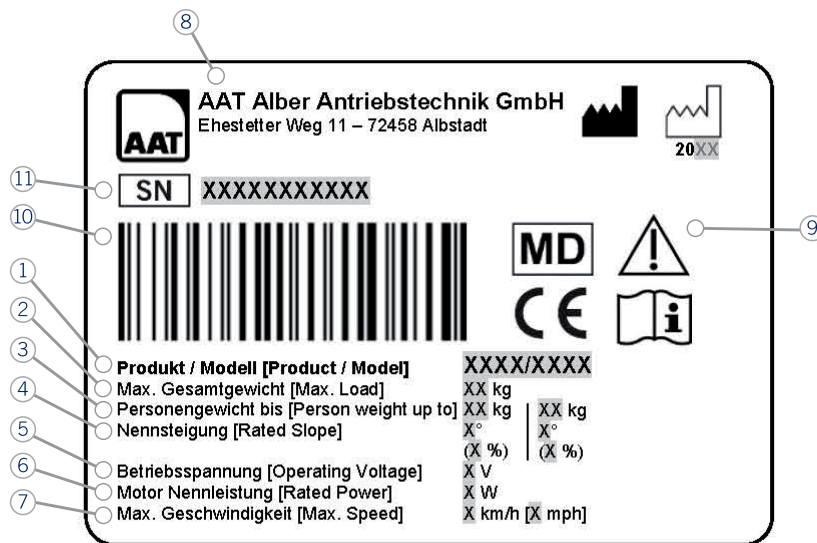 8
AAT
AAT Alber Antriebstechnik GmbH
Ehestetter Weg 11 – 72458 Albstadt
20XX
11
SN XXXXXXXXXXX
10
9
MD
CE
i
1 Produkt / Modell [Product / Model] XXXX/XXXX
2 Max. Gesamtgewicht [Max. Load] XX kg
3 Personengewicht bis [Person weight up to] XX kg | XX kg
4 Nennsteigung [Rated Slope] X° | X°
(X %) | (X %)
5 Betriebsspannung [Operating Voltage] X V
6 Motor Nennleistung [Rated Power] X W
7 Max. Geschwindigkeit [Max. Speed] X km/h [X mph]